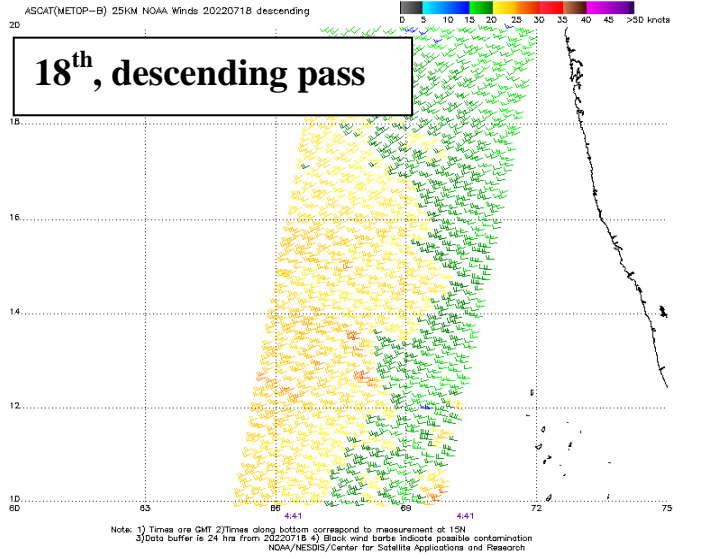 ASCAT(METOP-B) 25KM NOAA Winds 20220718 descending
0 5 10 15 20 25 30 35 40 45 >50 knots
18th, descending pass
20
18
16
14
12
10
60 63 66 69 72 75
4:41 4:41
Note: 1) Times are GMT 2)Times along bottom correspond to measurement at 15N
3)Data buffer is 24 hrs from 20220718 4) Black wind barbs indicate possible contamination
NOAA/NESDIS/Center for Satellite Applications and Research